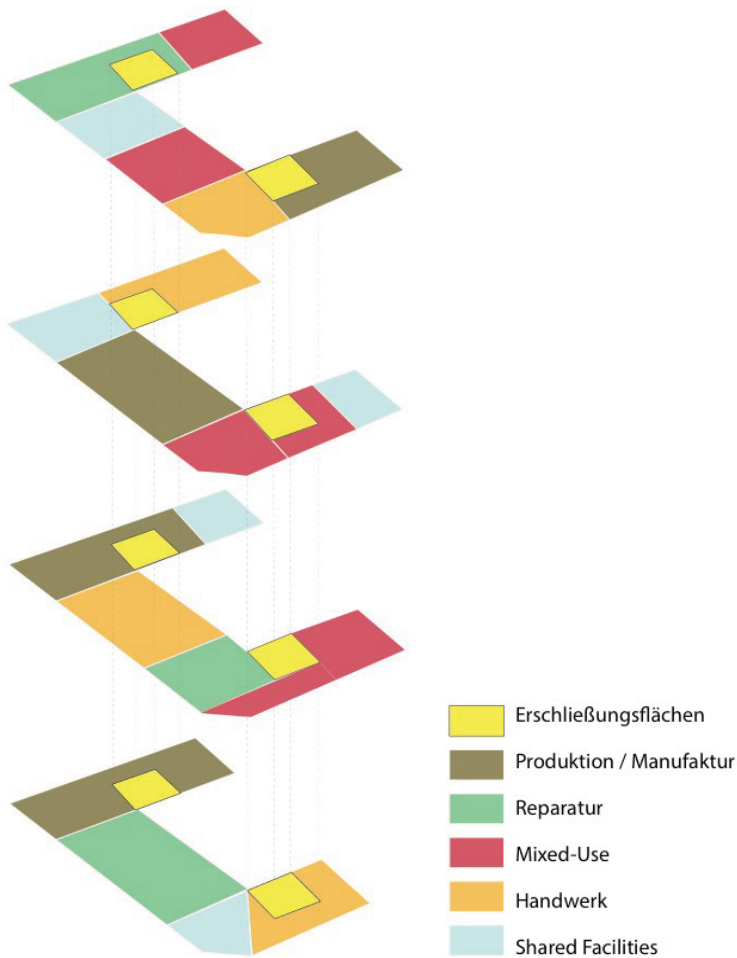 Erschließungsflächen
Produktion / Manufaktur
Reparatur
Mixed-Use
Handwerk
Shared Facilities